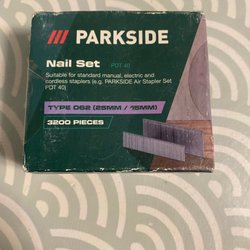 PARKSIDE
Nail Set PDT 40
Suitable for standard manual, electric and
cordless staplers (e.g. PARKSIDE Air Stapler Set
PDT 40)
TYPE 062 (25MM / 15MM)
3200 PIECES